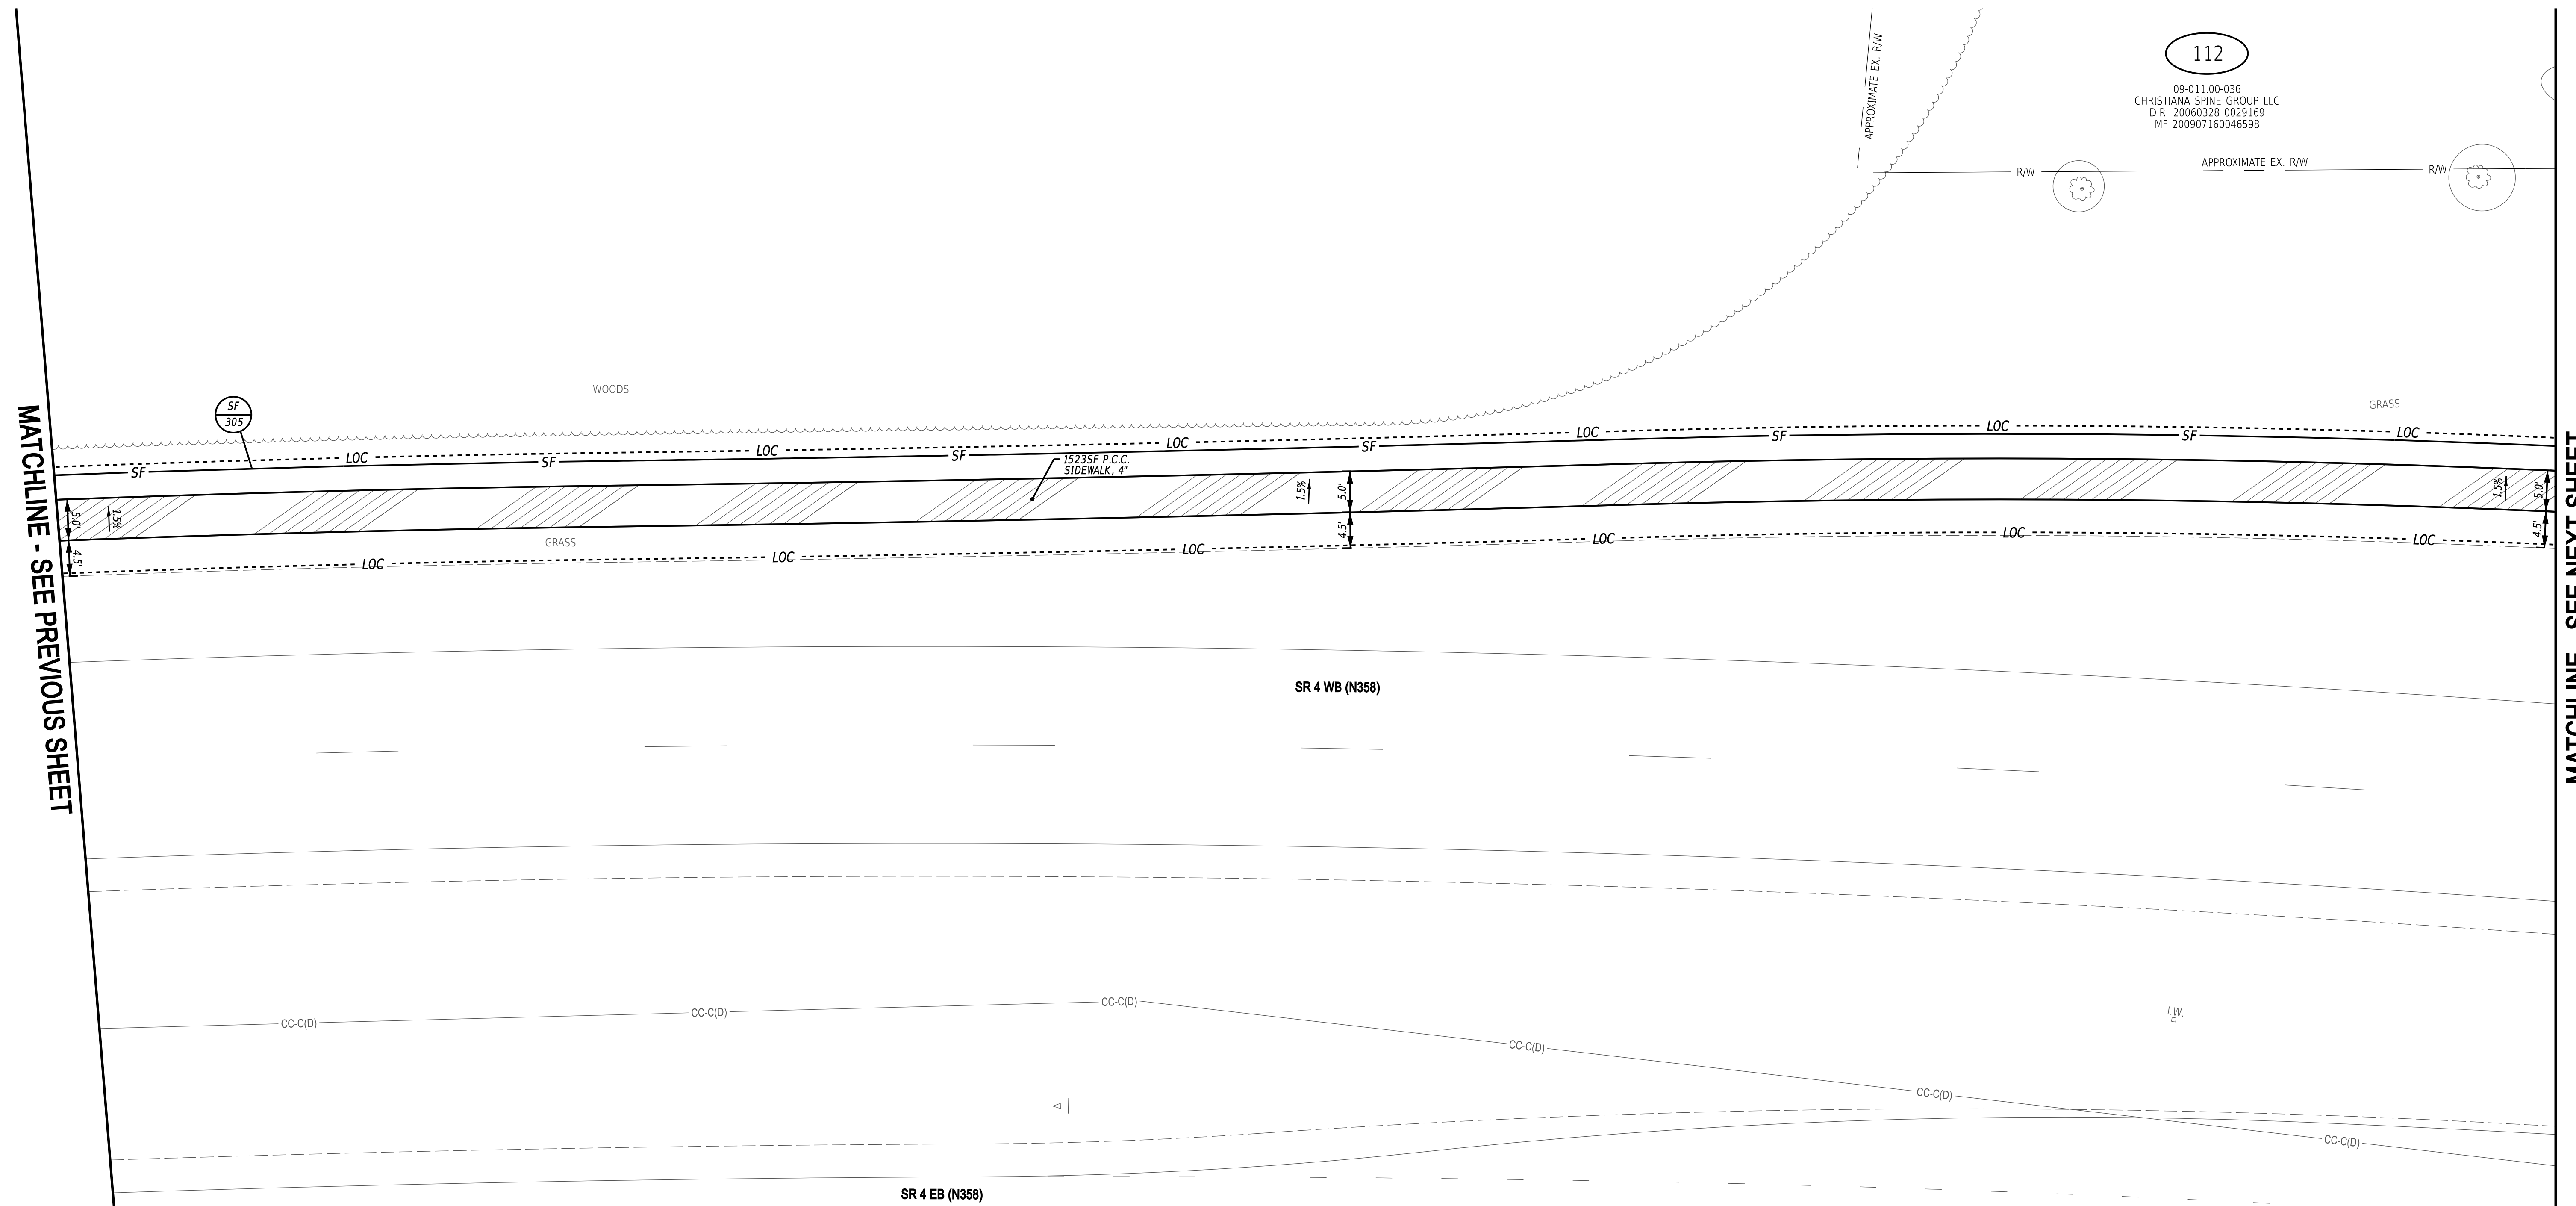 112
09-011.00-036
CHRISTIANA SPINE GROUP LLC
D.R. 20060328 0029169
MF 200907160046598
APPROXIMATE EX. R/W
R/W
APPROXIMATE EX. R/W
R/W
WOODS
GRASS
SF
305
LOC
LOC
LOC
LOC
LOC
LOC
SF
SF
SF
SF
SF
SF
1523SF P.C.C.
SIDEWALK, 4"
5.0'
1.5%
4.5'
1.5%
5.0'
4.5'
1.5%
5.0'
4.5'
GRASS
LOC
LOC
LOC
LOC
LOC
LOC
MATCHLINE - SEE PREVIOUS SHEET
MATCHLINE - SEE NEXT SHEET
SR 4 WB (N358)
CC-C(D)
CC-C(D)
CC-C(D)
CC-C(D)
CC-C(D)
CC-C(D)
J.W.
SR 4 EB (N358)